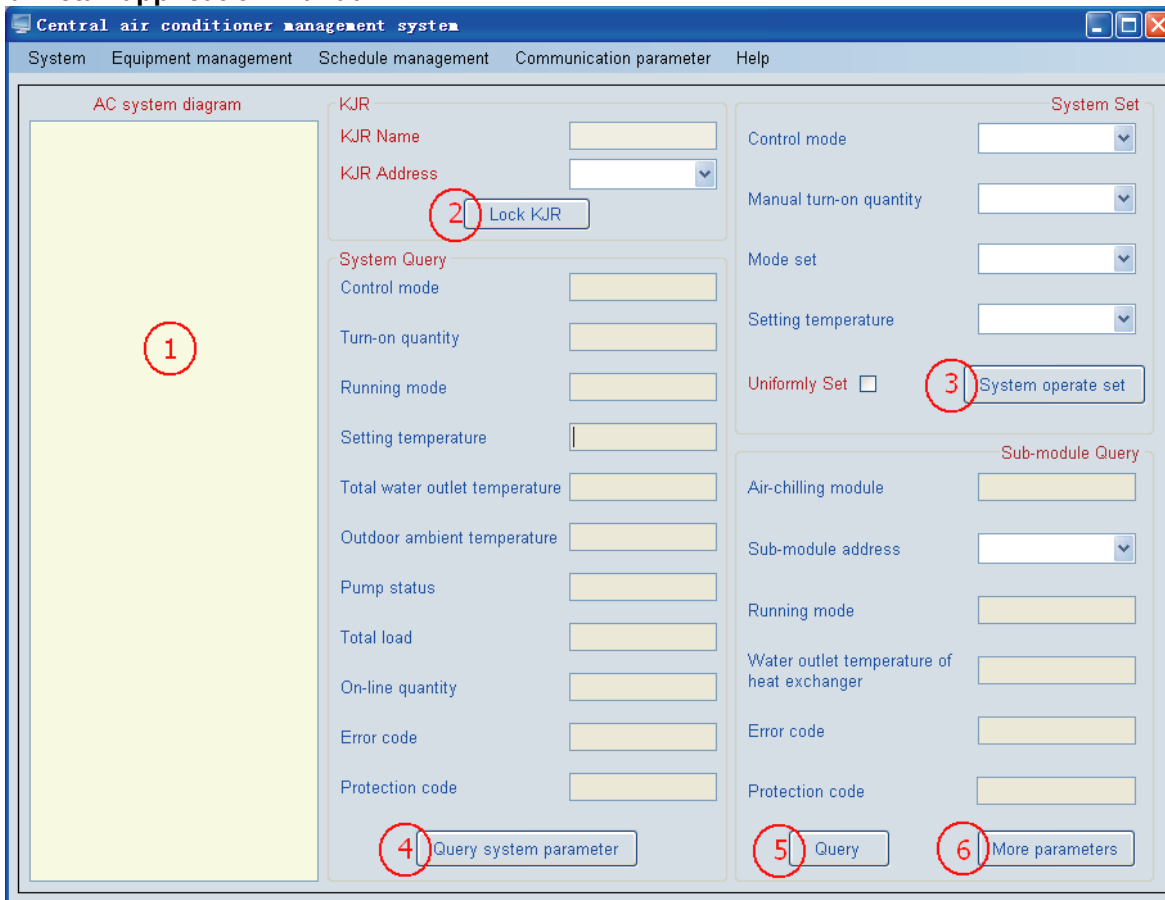 Central air conditioner management system
System Equipment management Schedule management Communication parameter Help
AC system diagram
1
KJR
KJR Name
KJR Address
2 Lock KJR
System Query
Control mode
Turn-on quantity
Running mode
Setting temperature
Total water outlet temperature
Outdoor ambient temperature
Pump status
Total load
On-line quantity
Error code
Protection code
4 Query system parameter
System Set
Control mode
Manual turn-on quantity
Mode set
Setting temperature
Uniformly Set
3 System operate set
Sub-module Query
Air-chilling module
Sub-module address
Running mode
Water outlet temperature of
heat exchanger
Error code
Protection code
5 Query
6 More parameters